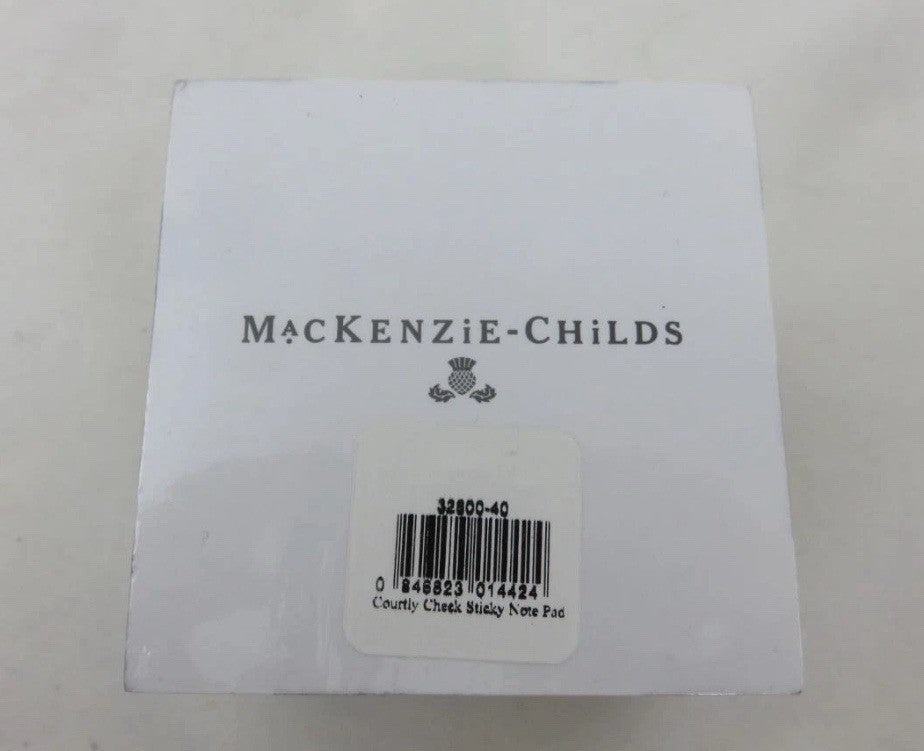 MACKENZiE-CHiLDS
32800-40
0 846823 014424
Courtly Check Sticky Note Pad